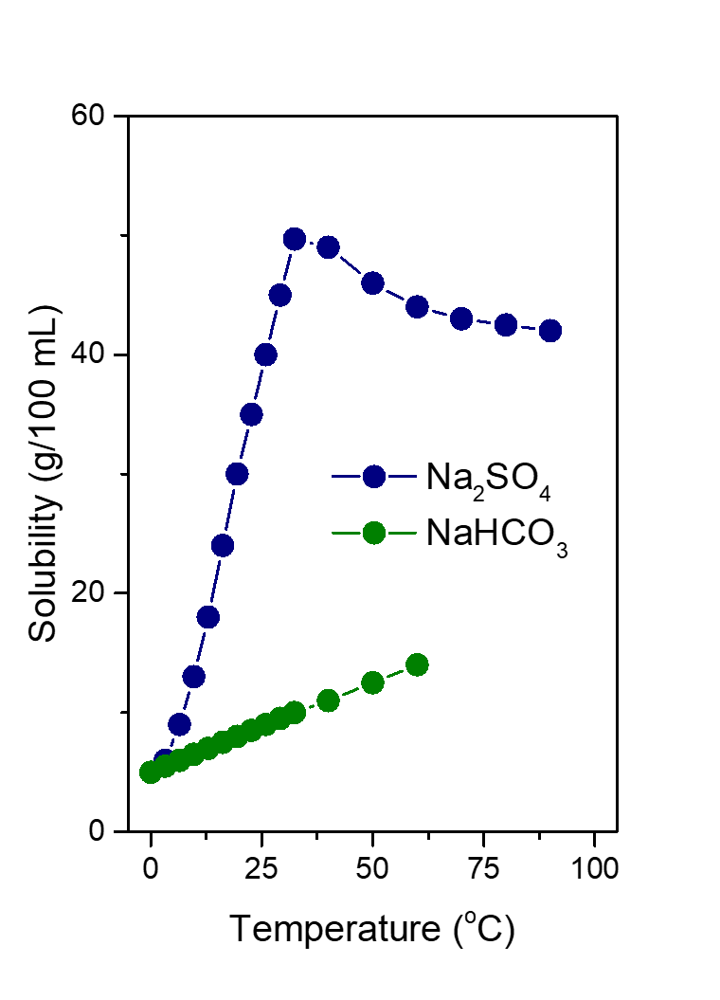 60
40
20
0
Solubility (g/100 mL)
Na₂SO₄
NaHCO₃
0 25 50 75 100
Temperature (°C)